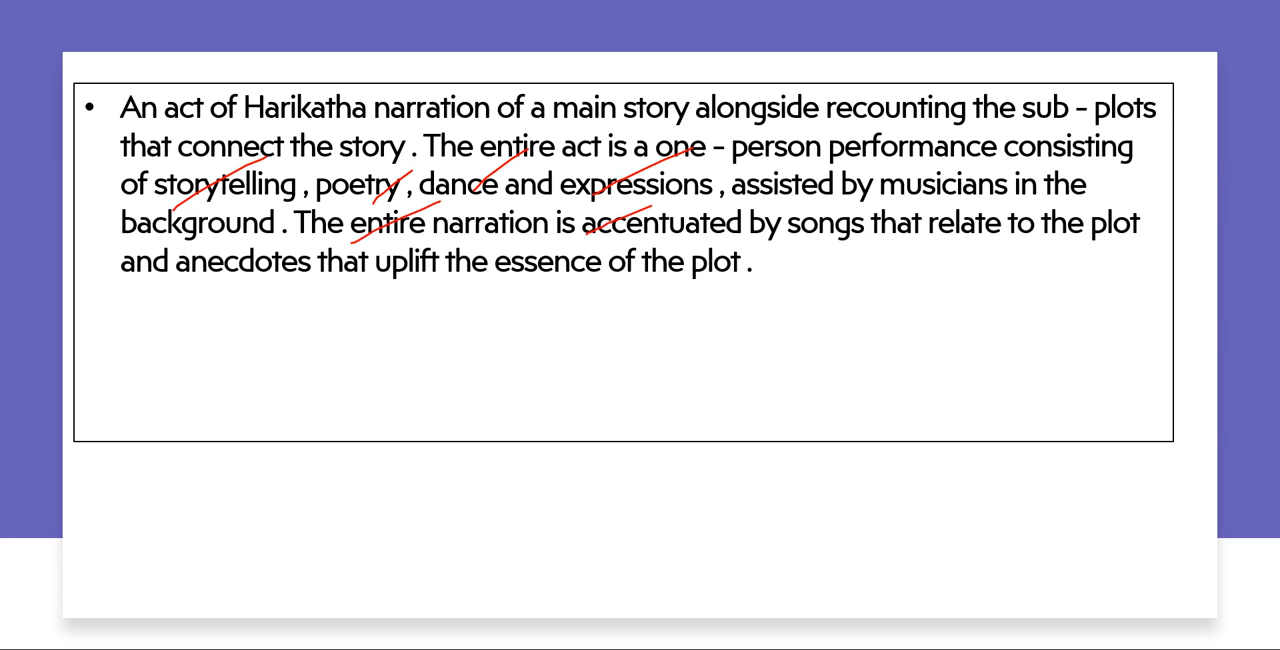 • An act of Harikatha narration of a main story alongside recounting the sub - plots
that connect the story . The entire act is a one - person performance consisting
of storytelling , poetry , dance and expressions , assisted by musicians in the
background . The entire narration is accentuated by songs that relate to the plot
and anecdotes that uplift the essence of the plot .